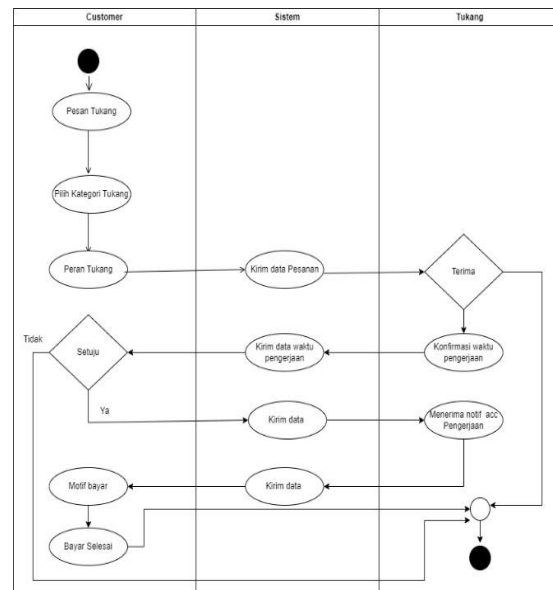 Customer
Sistem
Tukang
Pesan Tukang
Pilih Kategori Tukang
Peran Tukang
Kirim data Pesanan
Terima
Tidak
Setuju
Kirim data waktu
pengerjaan
Konfirmasi waktu
pengerjaan
Ya
Kirim data
Menerima notif acc
Pengerjaan
Motif bayar
Kirim data
Bayar Selesai